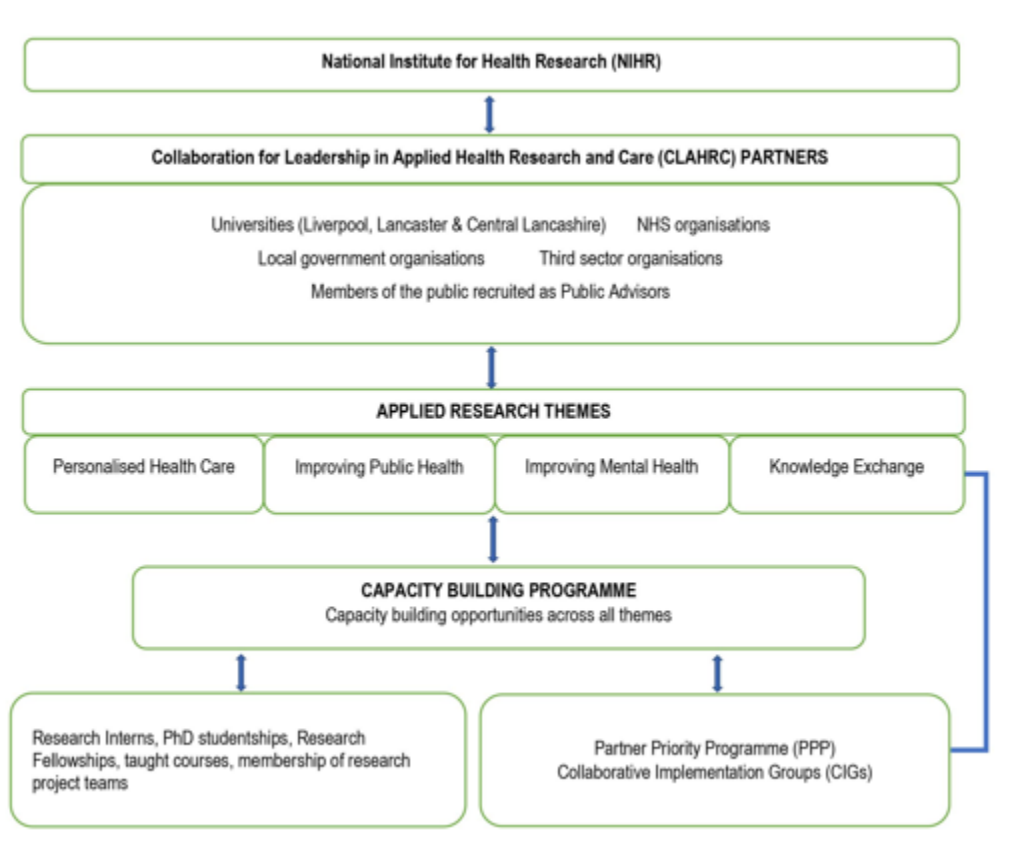 National Institute for Health Research (NIHR)
Collaboration for Leadership in Applied Health Research and Care (CLAHRC) PARTNERS
Universities (Liverpool, Lancaster & Central Lancashire) NHS organisations
Local government organisations Third sector organisations
Members of the public recruited as Public Advisors
APPLIED RESEARCH THEMES
Personalised Health Care
Improving Public Health
Improving Mental Health
Knowledge Exchange
CAPACITY BUILDING PROGRAMME
Capacity building opportunities across all themes
Research Interns, PhD studentships, Research
Fellowships, taught courses, membership of research
project teams
Partner Priority Programme (PPP)
Collaborative Implementation Groups (CIGs)